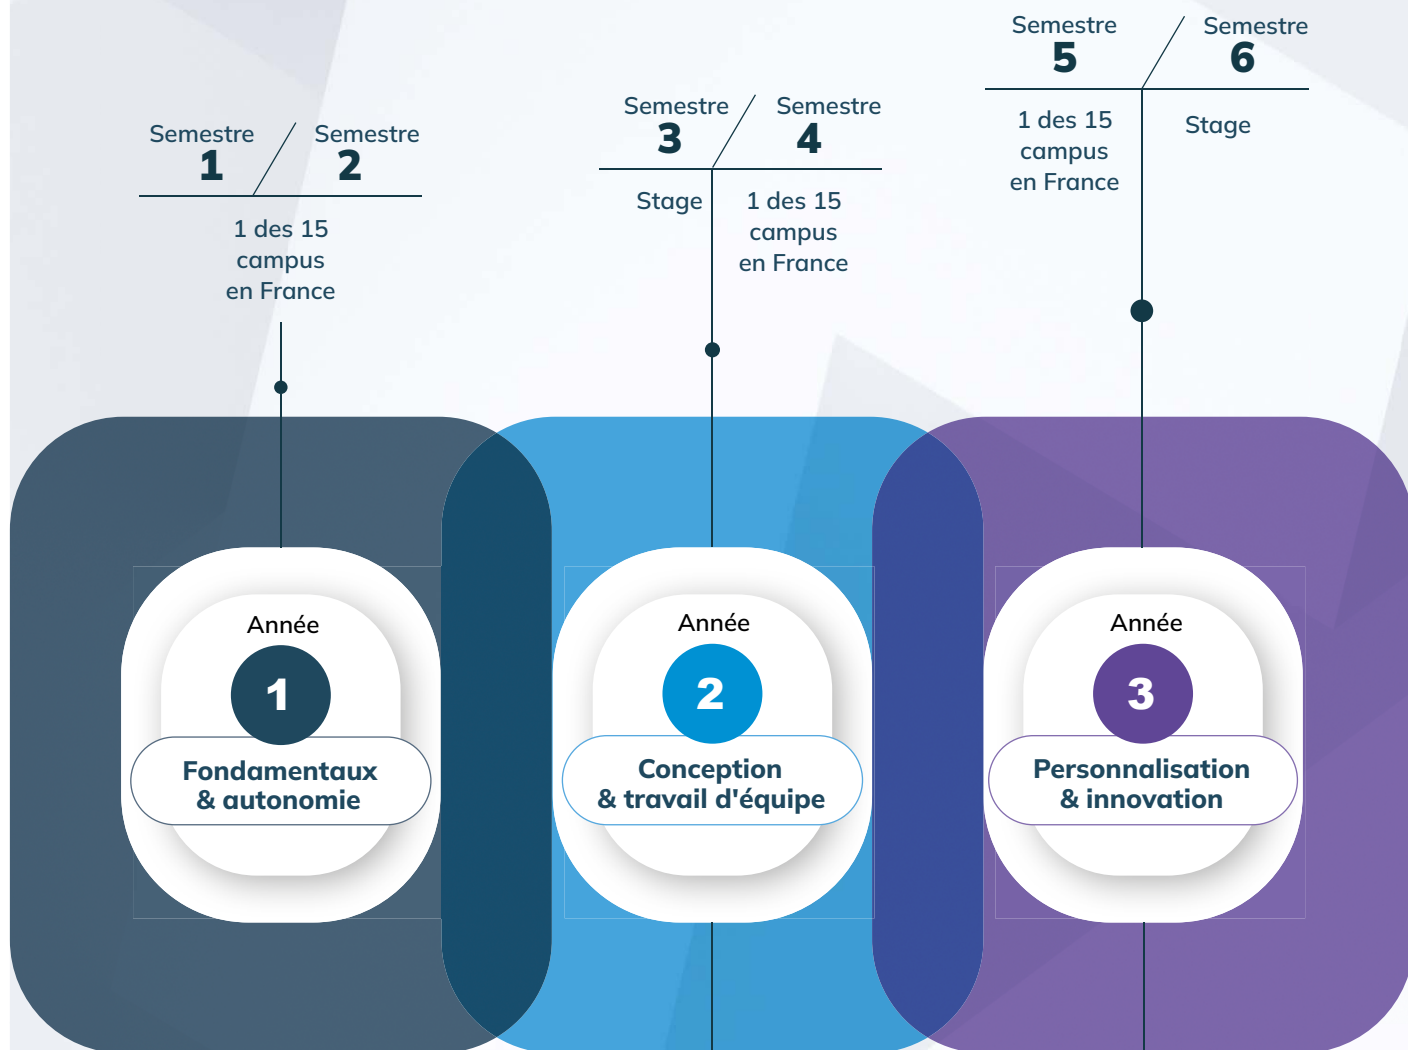 Semestre
1
Semestre
2
1 des 15
campus
en France
Semestre
3
Semestre
4
Stage
1 des 15
campus
en France
Semestre
5
Semestre
6
1 des 15
campus
en France
Stage
Année
1
Fondamentaux
& autonomie
Année
2
Conception
& travail d'équipe
Année
3
Personnalisation
& innovation